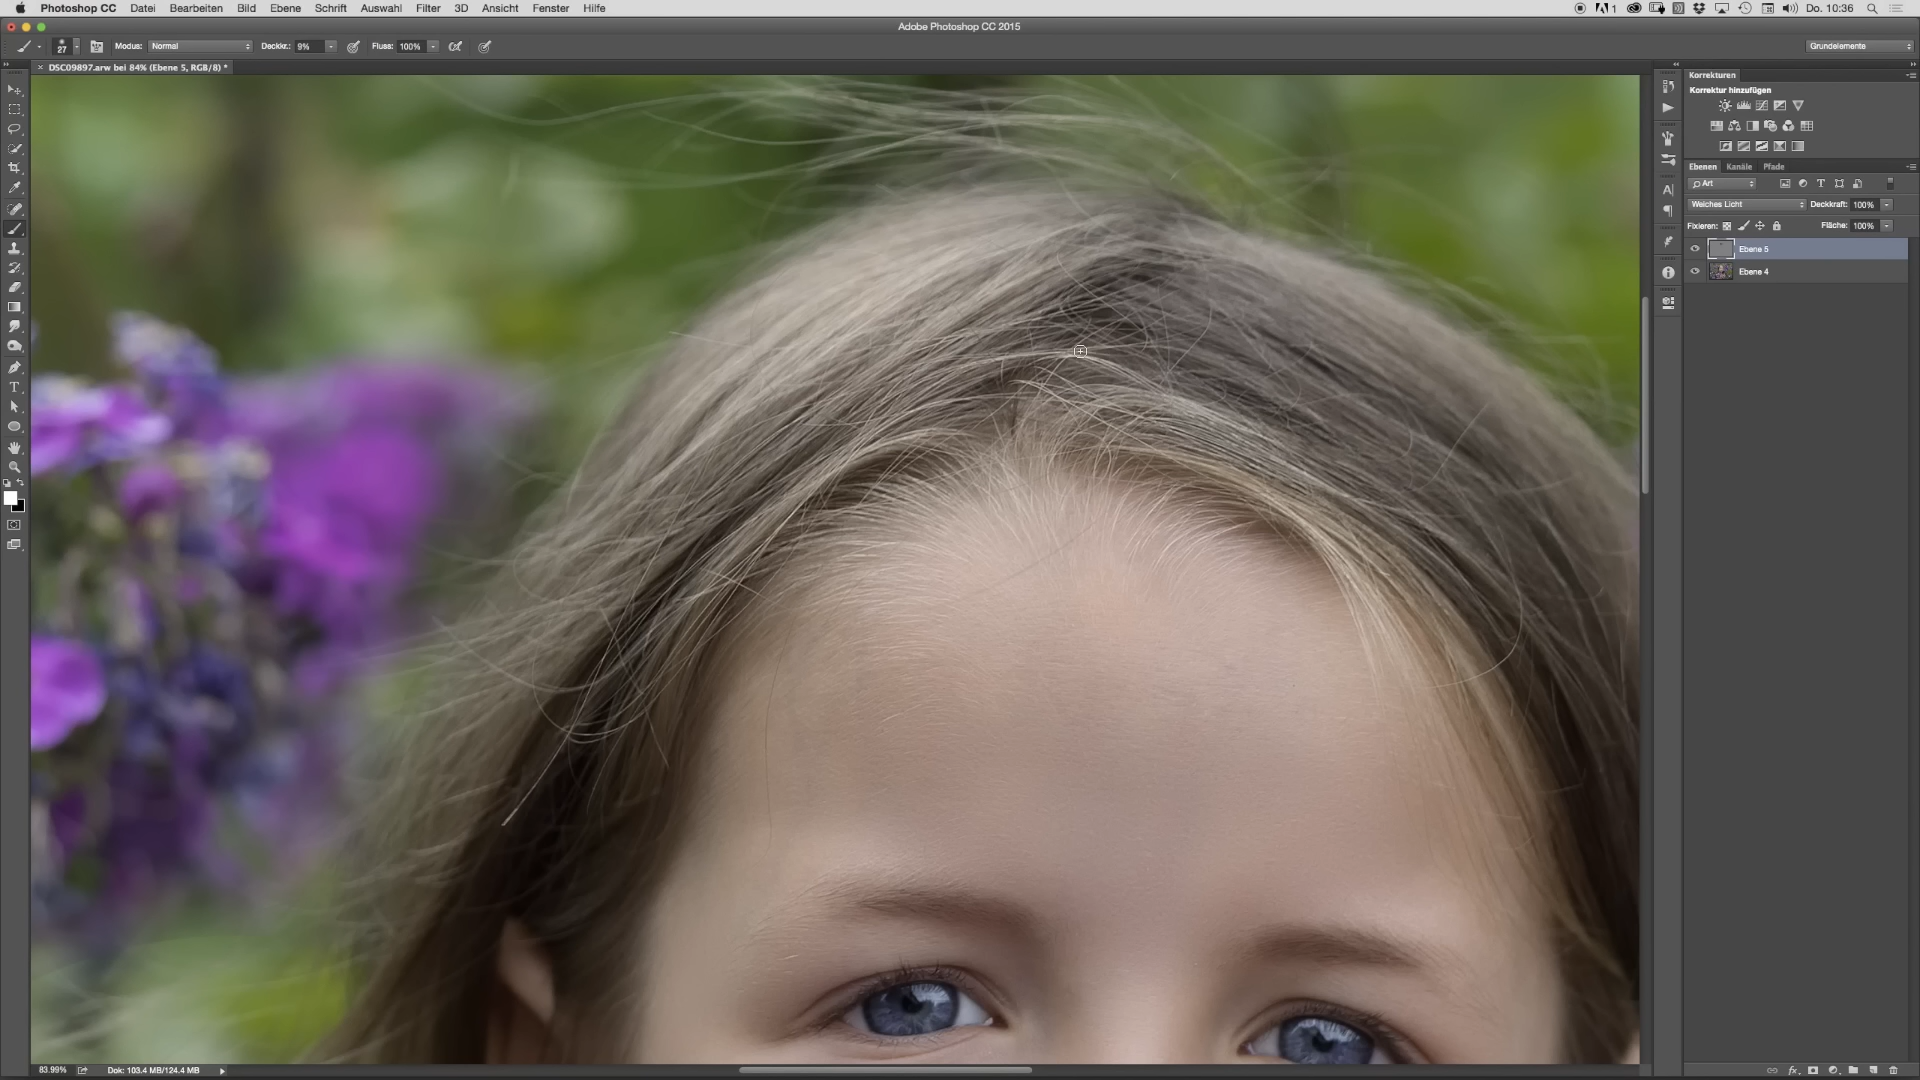 Photoshop CC Datei Bearbeiten Bild Ebene Schrift Auswahl Filter 3D Ansicht Fenster Hilfe 1 Do. 10:36
Adobe Photoshop CC 2015
27 Modus: Normal Deckkr.: 9% Fluss: 100% Grundelemente
× DSC09897.arw bei 84% (Ebene 5, RGB/8) *
Korrekturen
Korrektur hinzufügen
Ebenen Kanäle Pfade
Art
Weiches Licht Deckkraft: 100%
Fixieren: Fläche: 100%
Ebene 5
Ebene 4
83.99% Dok: 103.4 MB/124.4 MB